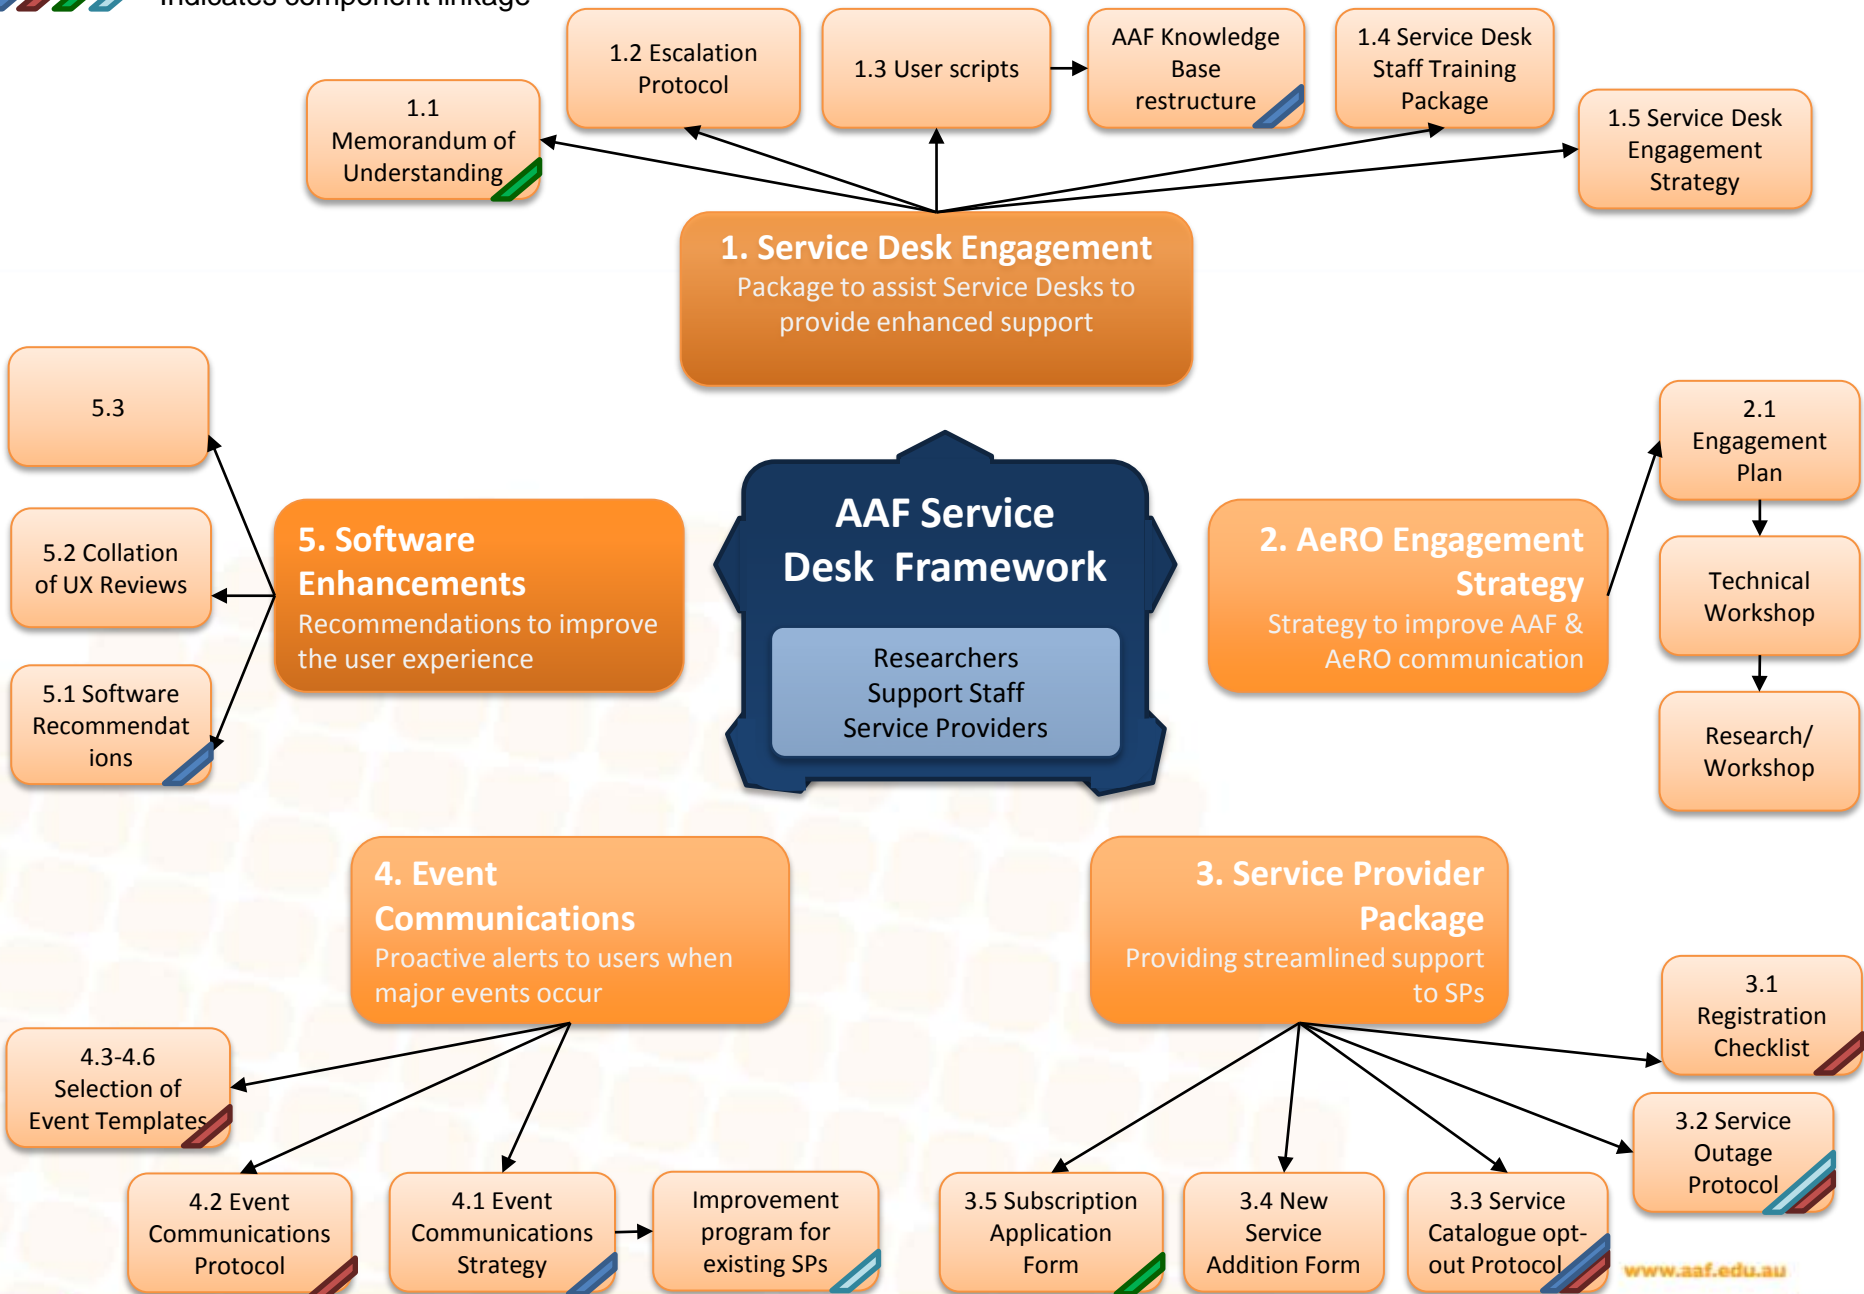 Indicates component linkage
1.1
Memorandum of
Understanding
1.2 Escalation
Protocol
1.3 User scripts
AAF Knowledge
Base
restructure
1.4 Service Desk
Staff Training
Package
1.5 Service Desk
Engagement
Strategy
1. Service Desk Engagement
Package to assist Service Desks to
provide enhanced support
5.3
5.2 Collation
of UX Reviews
5.1 Software
Recommendat
ions
5. Software
Enhancements
Recommendations to improve
the user experience
AAF Service
Desk  Framework
Researchers
Support Staff
Service Providers
2. AeRO Engagement
Strategy
Strategy to improve AAF &
AeRO communication
2.1
Engagement
Plan
Technical
Workshop
Research/
Workshop
4. Event
Communications
Proactive alerts to users when
major events occur
3. Service Provider
Package
Providing streamlined support
to SPs
4.3-4.6
Selection of
Event Templates
4.2 Event
Communications
Protocol
4.1 Event
Communications
Strategy
Improvement
program for
existing SPs
3.5 Subscription
Application
Form
3.4 New
Service
Addition Form
3.3 Service
Catalogue opt-
out Protocol
3.2 Service
Outage
Protocol
3.1
Registration
Checklist
www.aaf.edu.au